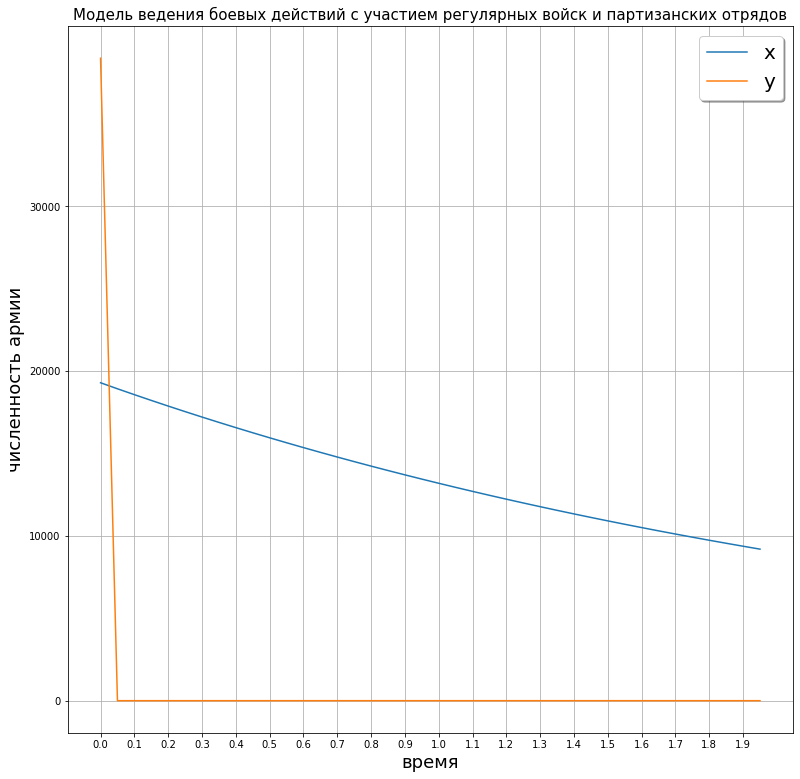 Модель ведения боевых действий с участием регулярных войск и партизанских отрядов
x
y
численность армии
30000
20000
10000
0
0.0 0.1 0.2 0.3 0.4 0.5 0.6 0.7 0.8 0.9 1.0 1.1 1.2 1.3 1.4 1.5 1.6 1.7 1.8 1.9
время